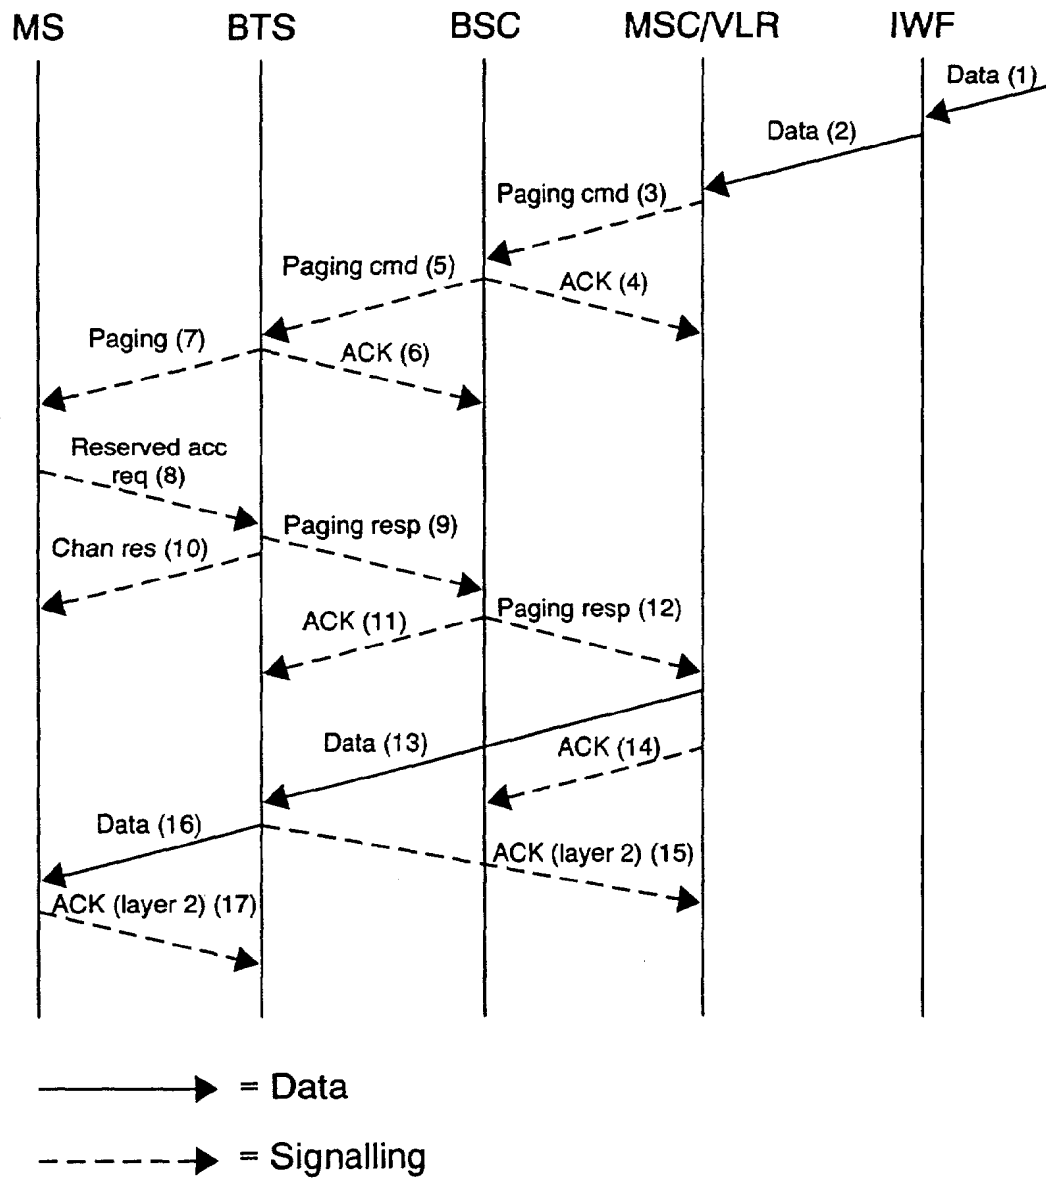 MS BTS BSC MSC/VLR IWF
Data (1)
Data (2)
Paging cmd (3)
Paging cmd (5)
ACK (4)
Paging (7)
ACK (6)
Reserved acc
req (8)
Paging resp (9)
Chan res (10)
Paging resp (12)
ACK (11)
Data (13)
ACK (14)
Data (16)
ACK (layer 2) (15)
ACK (layer 2) (17)
= Data
= Signalling